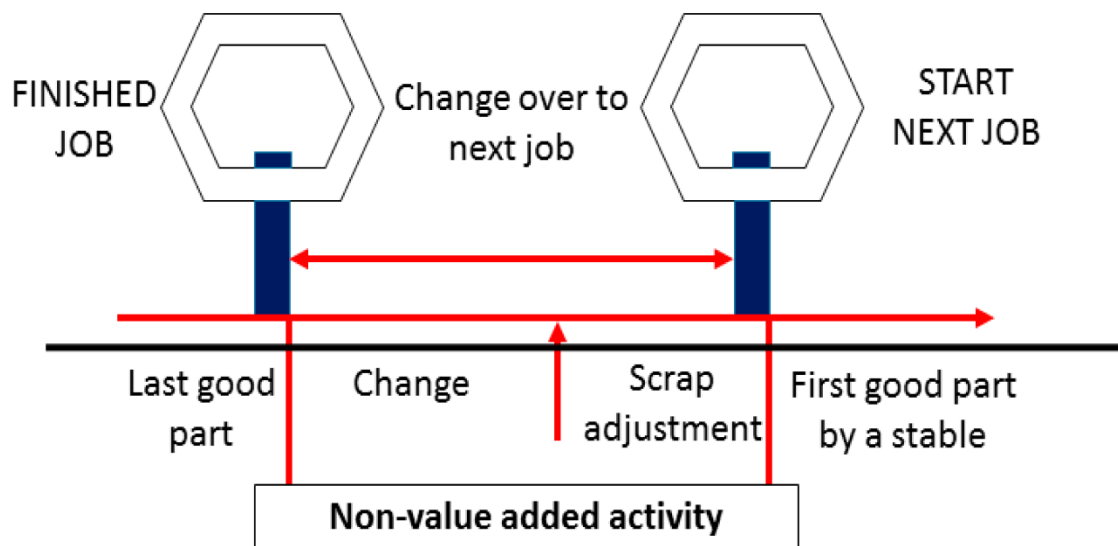 FINISHED
JOB
Change over to
next job
START
NEXT JOB
Last good
part
Change
Scrap
adjustment
First good part
by a stable
Non-value added activity